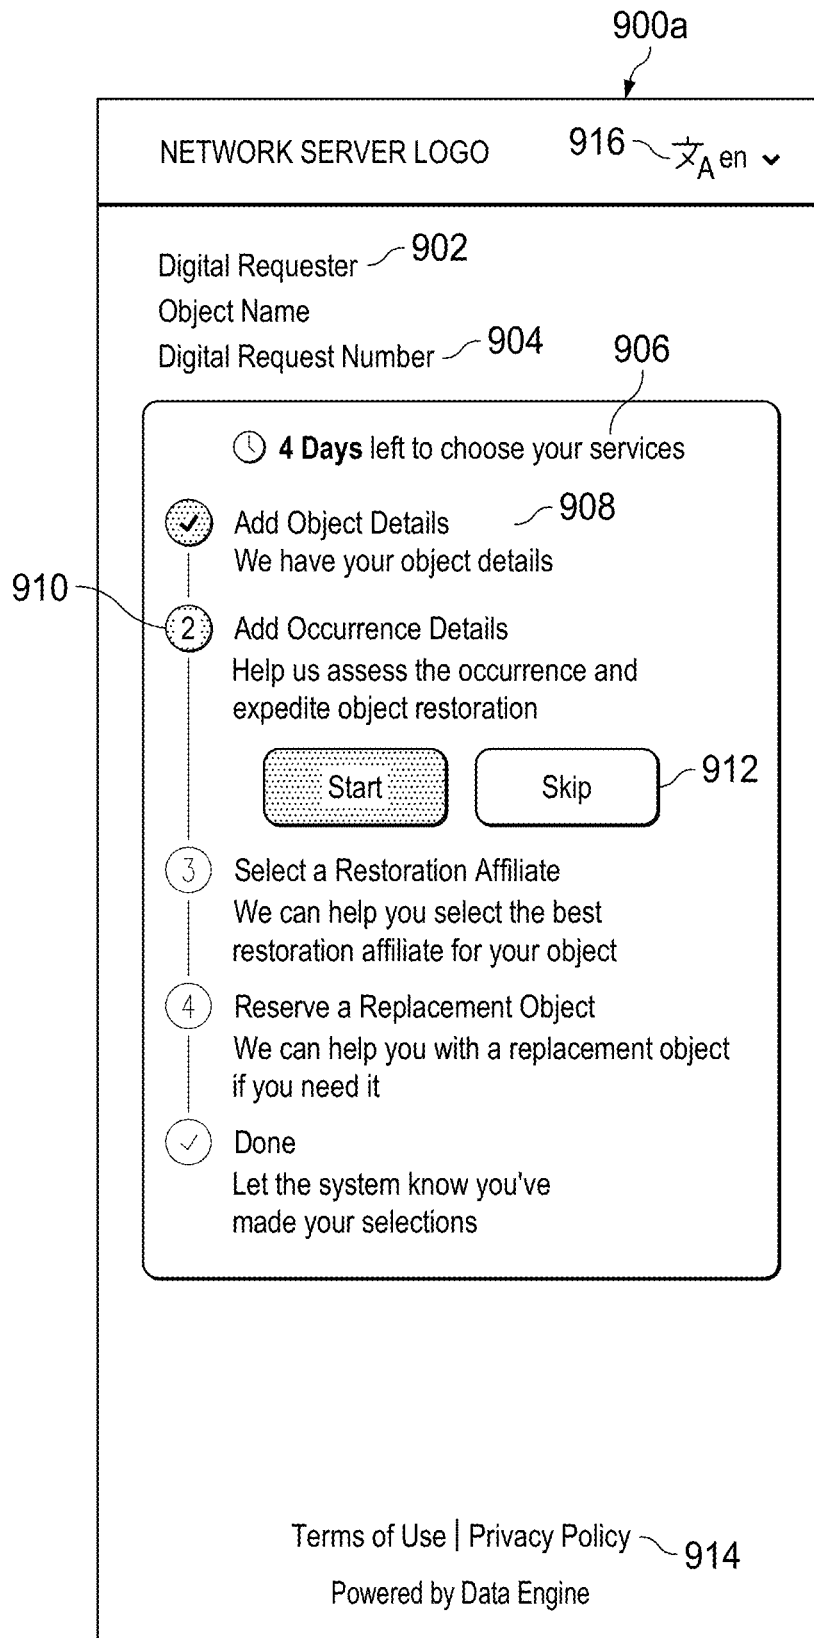 900a
NETWORK SERVER LOGO 916 文A en
Digital Requester 902
Object Name
Digital Request Number 904
906
4 Days left to choose your services
Add Object Details 908
We have your object details
910
2 Add Occurrence Details
Help us assess the occurrence and
expedite object restoration
Start Skip 912
3 Select a Restoration Affiliate
We can help you select the best
restoration affiliate for your object
4 Reserve a Replacement Object
We can help you with a replacement object
if you need it
Done
Let the system know you've
made your selections
Terms of Use | Privacy Policy 914
Powered by Data Engine